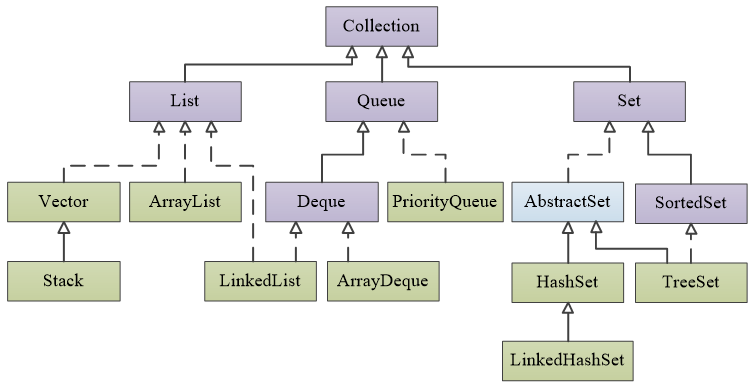 Collection
List
Queue
Set
Vector
ArrayList
Deque
PriorityQueue
AbstractSet
SortedSet
Stack
LinkedList
ArrayDeque
HashSet
TreeSet
LinkedHashSet